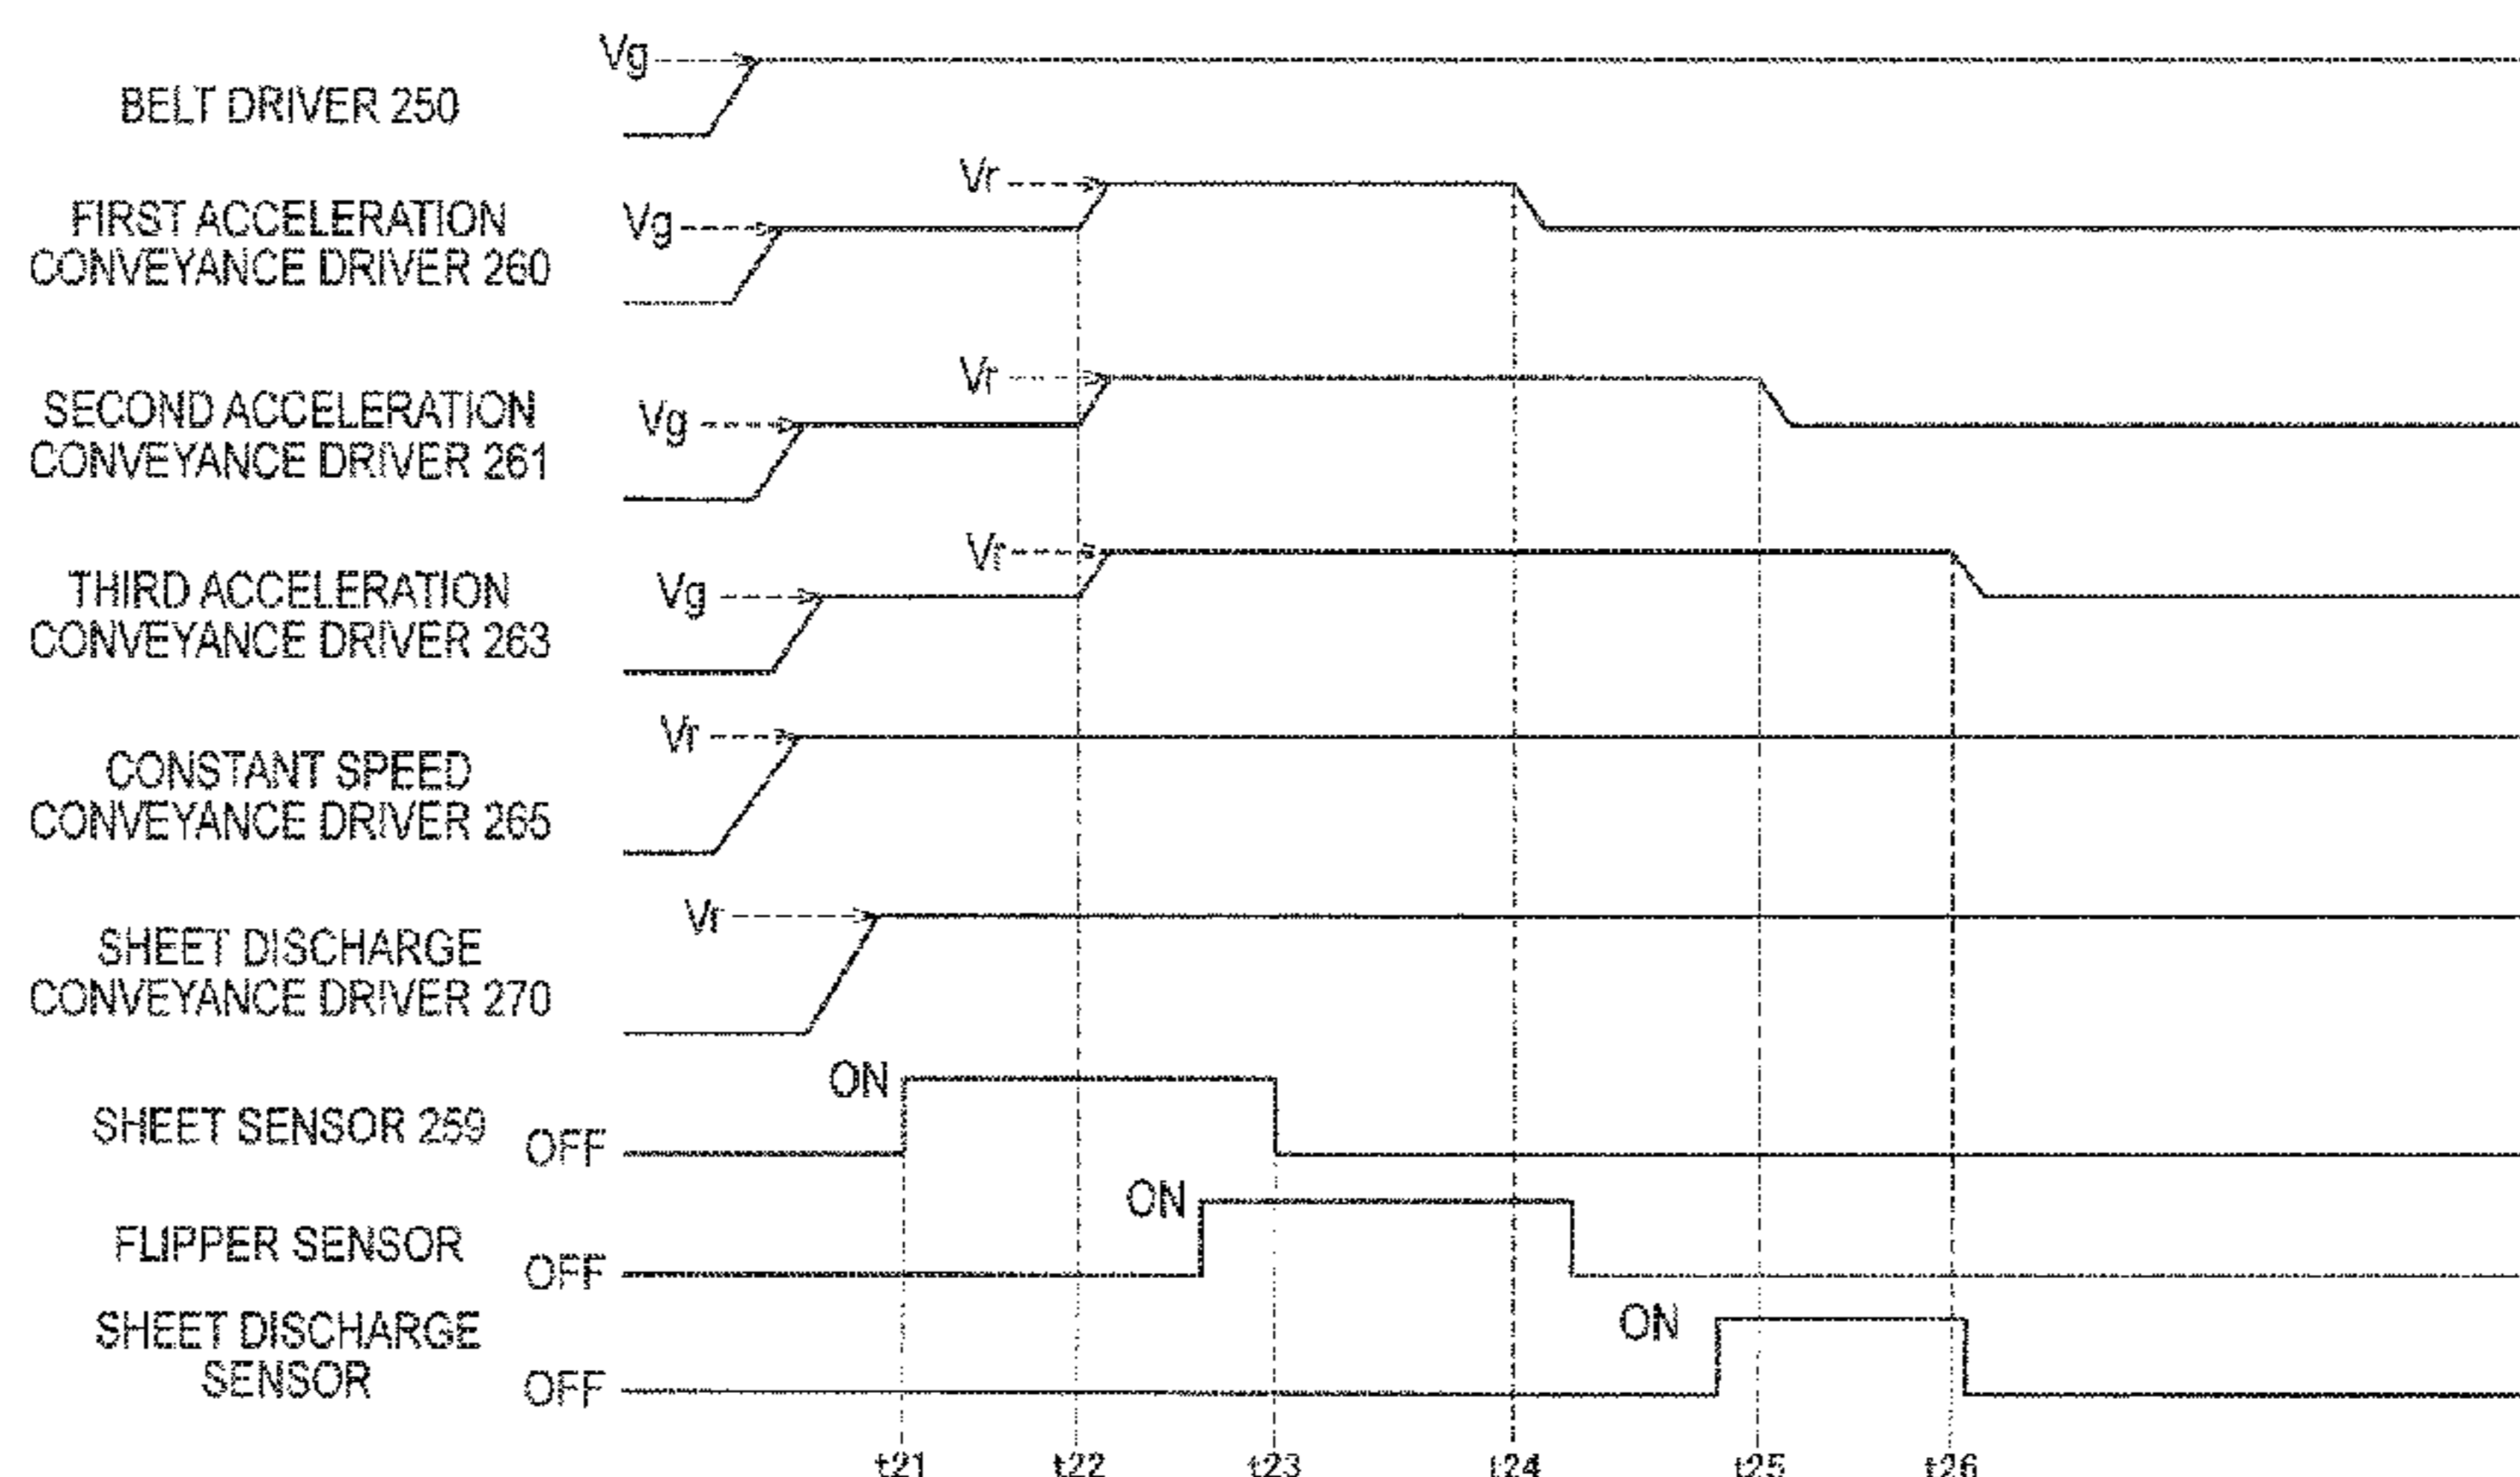 Vg
BELT DRIVER 250
Vr
FIRST ACCELERATION
CONVEYANCE DRIVER 260
Vg
Vr
SECOND ACCELERATION
CONVEYANCE DRIVER 261
Vg
Vr
THIRD ACCELERATION
CONVEYANCE DRIVER 263
Vg
Vr
CONSTANT SPEED
CONVEYANCE DRIVER 265
Vr
SHEET DISCHARGE
CONVEYANCE DRIVER 270
ON
SHEET SENSOR 269
OFF
ON
FLIPPER SENSOR
OFF
ON
SHEET DISCHARGE
SENSOR
OFF
t21 t22 t23 t24 t25 t26